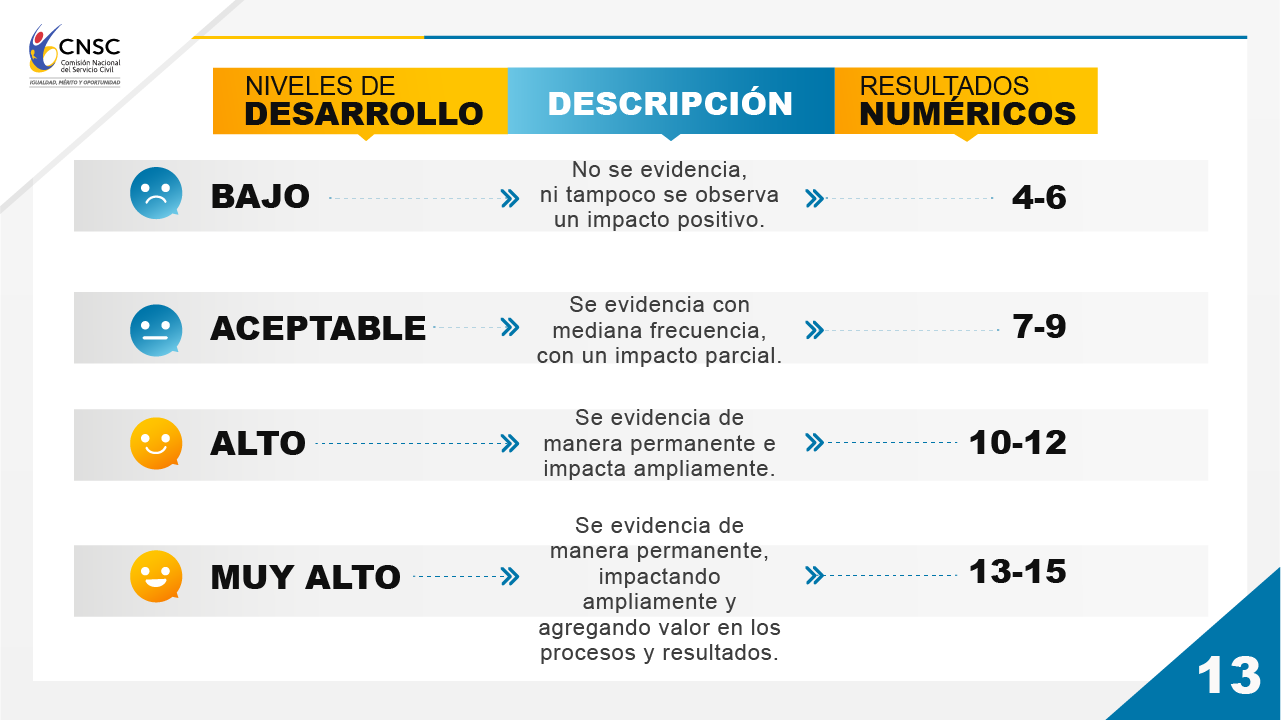 CNSC
Comisión Nacional
del Servicio Civil
IGUALDAD, MÉRITO Y OPORTUNIDAD
NIVELES DE
DESARROLLO
DESCRIPCIÓN
RESULTADOS
NUMÉRICOS
BAJO
No se evidencia,
ni tampoco se observa
un impacto positivo.
4-6
ACEPTABLE
Se evidencia con
mediana frecuencia,
con un impacto parcial.
7-9
ALTO
Se evidencia de
manera permanente e
impacta ampliamente.
10-12
MUY ALTO
Se evidencia de
manera permanente,
impactando
ampliamente y
agregando valor en los
procesos y resultados.
13-15
13